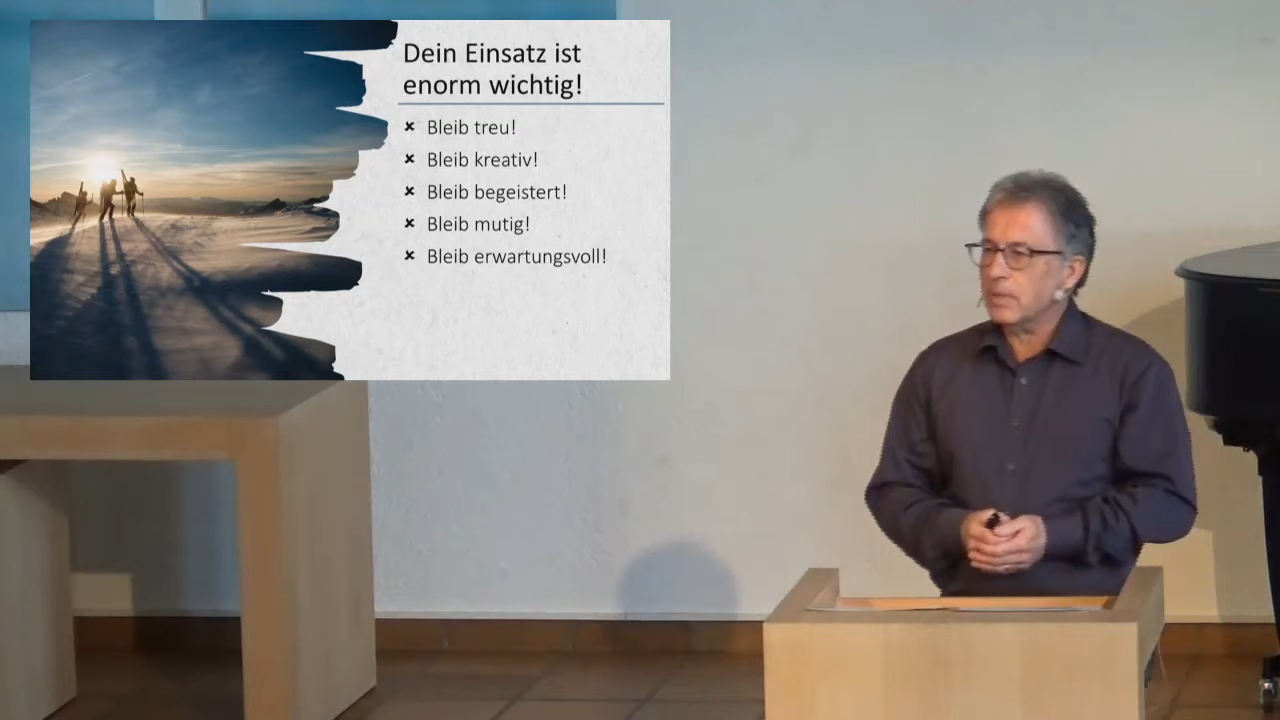 Dein Einsatz ist
enorm wichtig!
Bleib treu!
Bleib kreativ!
Bleib begeistert!
Bleib mutig!
Bleib erwartungsvoll!